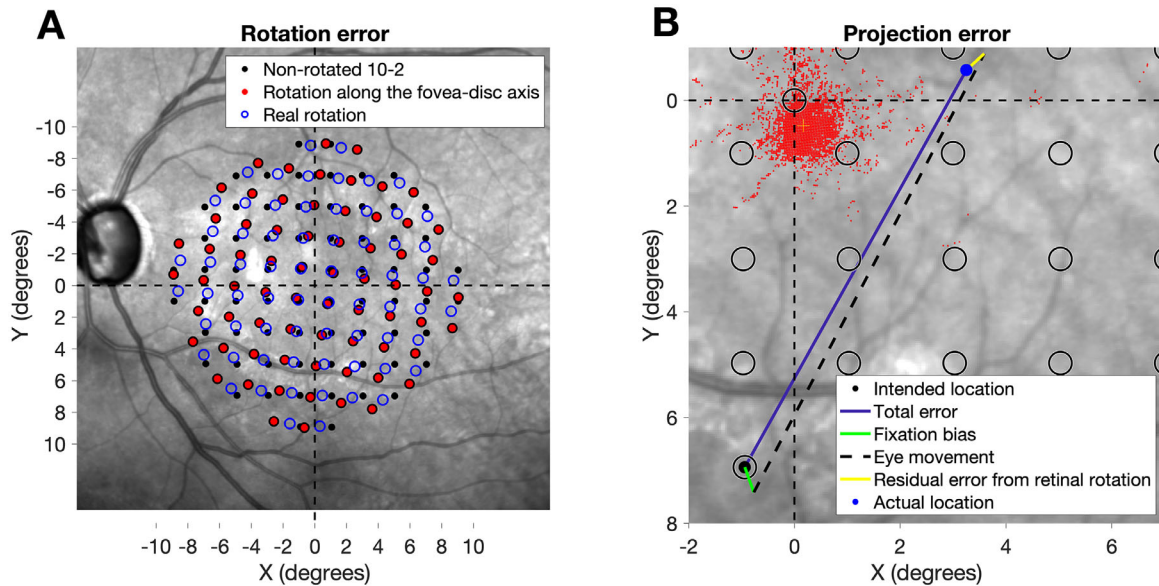 A
Rotation error
Non-rotated 10-2
Rotation along the fovea-disc axis
Real rotation
Y (degrees)
-10
-8
-6
-4
-2
0
2
4
6
8
10
-10 -8 -6 -4 -2 0 2 4 6 8 10
X (degrees)
B
Projection error
Y (degrees)
0
2
4
6
8
Intended location
Total error
Fixation bias
Eye movement
Residual error from retinal rotation
Actual location
-2 0 2 4 6
X (degrees)